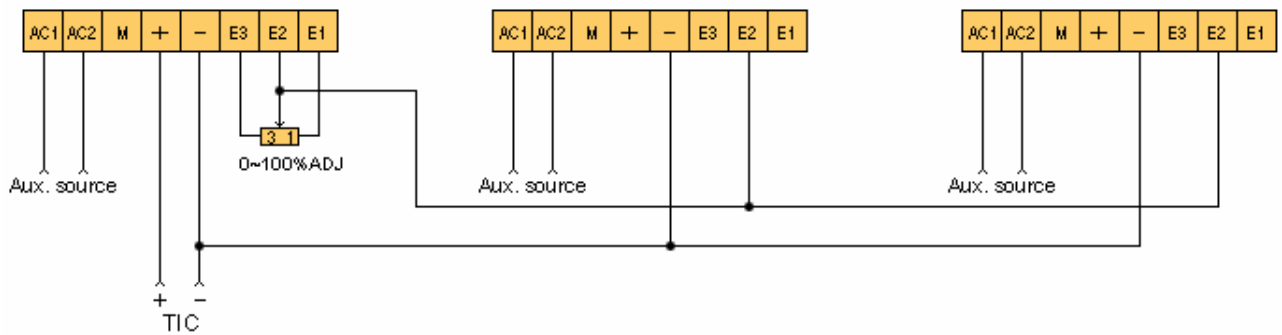 AC1 AC2 M + - E3 E2 E1
AC1 AC2 M + - E3 E2 E1
AC1 AC2 M + - E3 E2 E1
3 1
0~100%ADJ
Aux. source
Aux. source
Aux. source
+ -
TIC